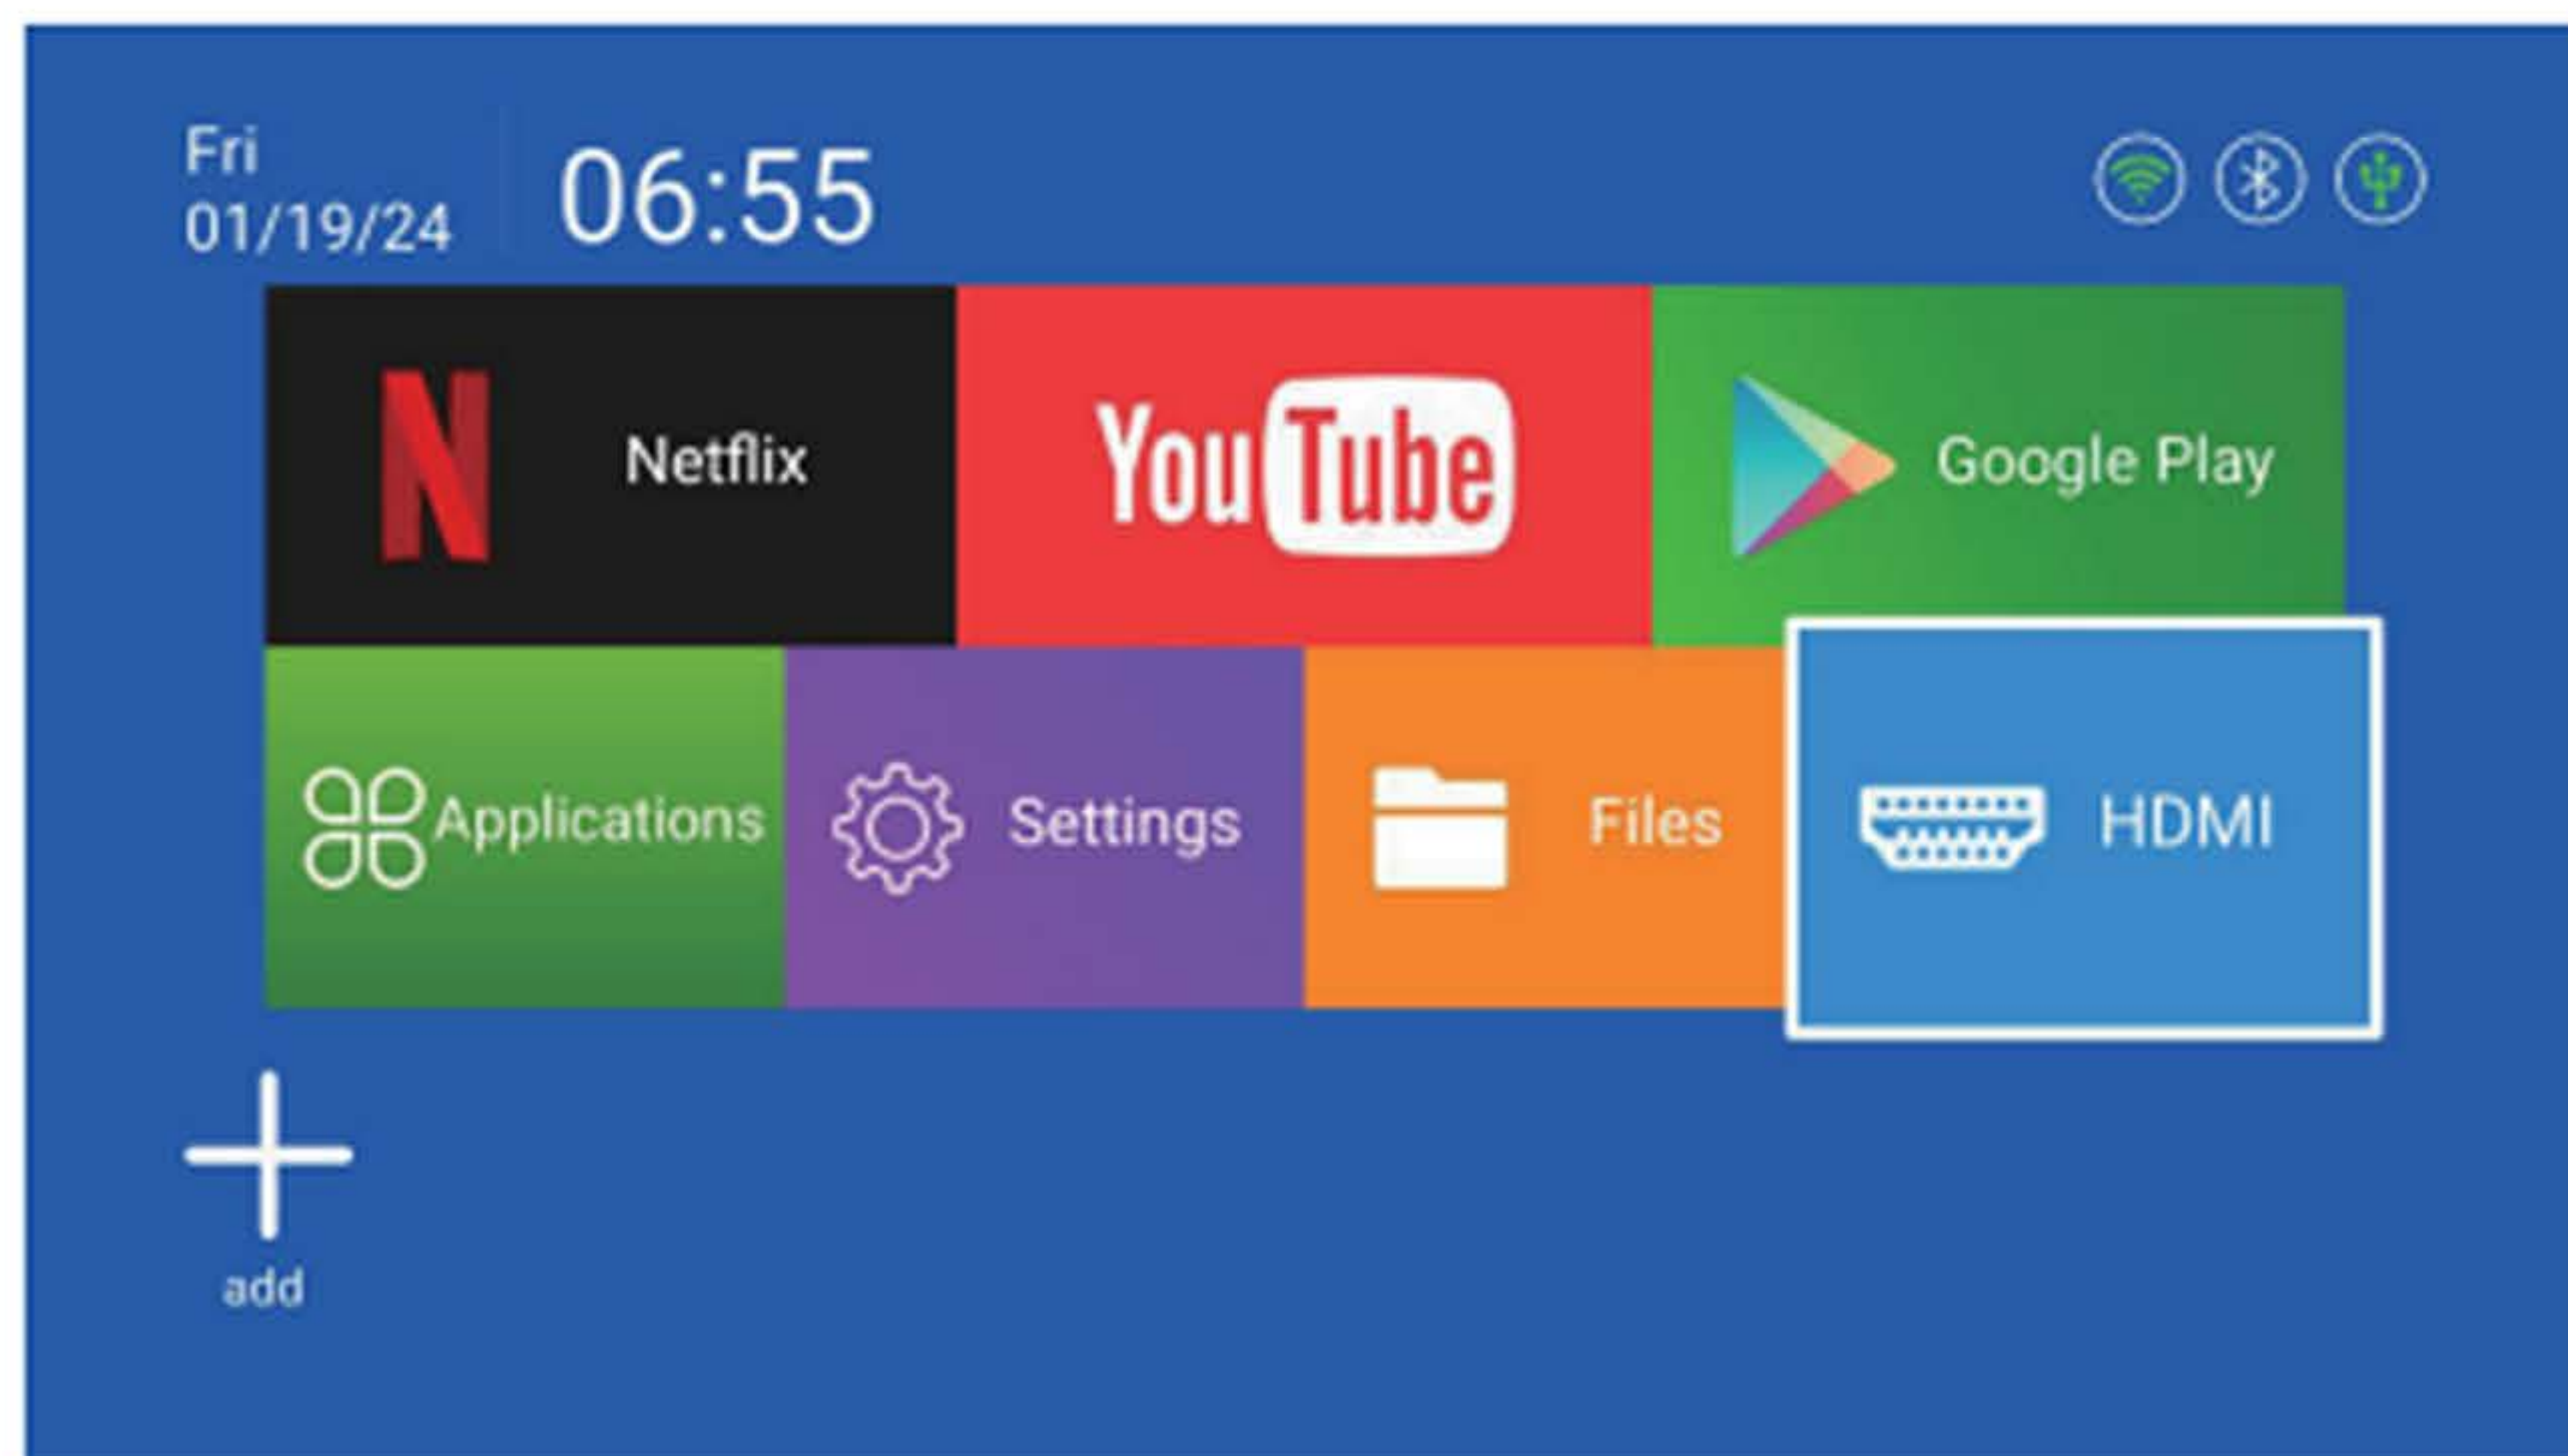 Fri
01/19/24
06:55
Netflix
YouTube
Google Play
Applications
Settings
Files
HDMI
add